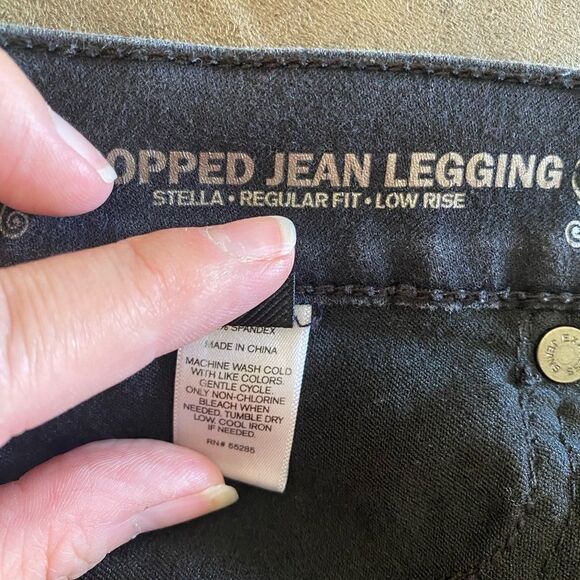 OPPED JEAN LEGGING
STELLA • REGULAR FIT • LOW RISE
% SPANDEX
MADE IN CHINA
MACHINE WASH COLD
WITH LIKE COLORS.
GENTLE CYCLE.
ONLY NON-CHLORINE
BLEACH WHEN
NEEDED. TUMBLE DRY
LOW. COOL IRON
IF NEEDED.
RN# 55285